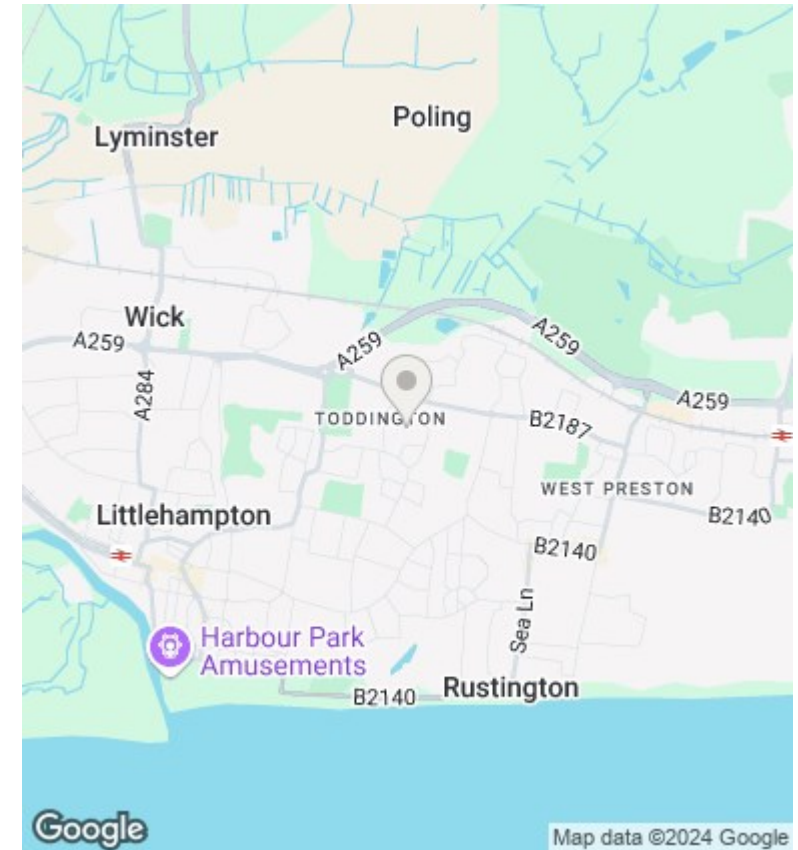 Poling
Lyminster
Wick
A259
A259
A259
A259
A284
TODDINGTON
B2187
WEST PRESTON
Littlehampton
B2140
B2140
Sea Ln
Harbour Park
Amusements
Rustington
B2140
Google
Map data ©2024 Google